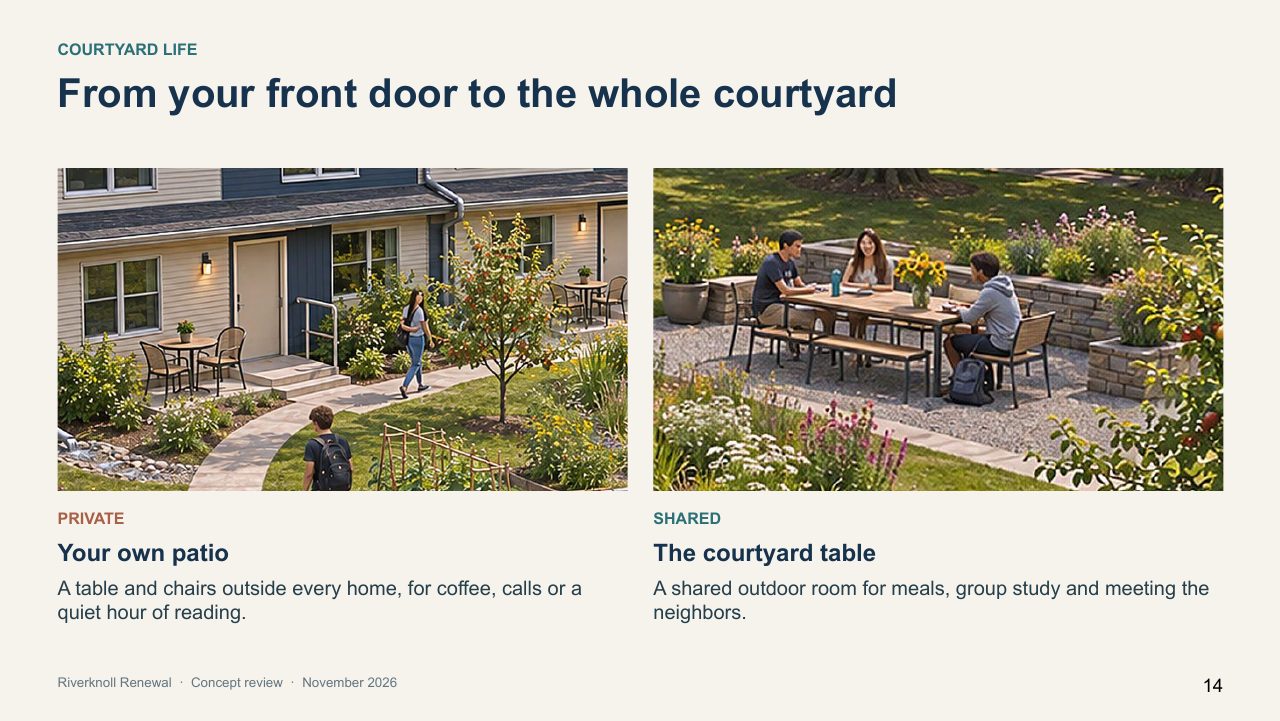 COURTYARD LIFE
From your front door to the whole courtyard
PRIVATE
Your own patio
A table and chairs outside every home, for coffee, calls or a
quiet hour of reading.
SHARED
The courtyard table
A shared outdoor room for meals, group study and meeting the
neighbors.
Riverknoll Renewal · Concept review · November 2026
14